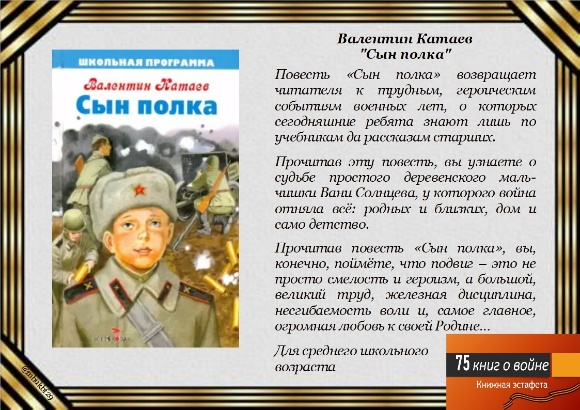 ШКОЛЬНАЯ ПРОГРАММА
Валентин Катаев
Сын полка
Валентин Катаев
"Сын полка"
Повесть «Сын полка» возвращает
читателя к трудным, героическим
событиям военных лет, о которых
сегодняшние ребята знают лишь по
учебникам да рассказам старших.
Прочитав эту повесть, вы узнаете о
судьбе простого деревенского маль-
чишки Вани Солнцева, у которого война
отняла всё: родных и близких, дом и
само детство.
Прочитав повесть «Сын полка», вы,
конечно, поймёте, что подвиг – это не
просто смелость и героизм, а большой,
великий труд, железная дисциплина,
несгибаемость воли и, самое главное,
огромная любовь к своей Родине...
Для среднего школьного
возраста
75 книг о войне
Книжная эстафета